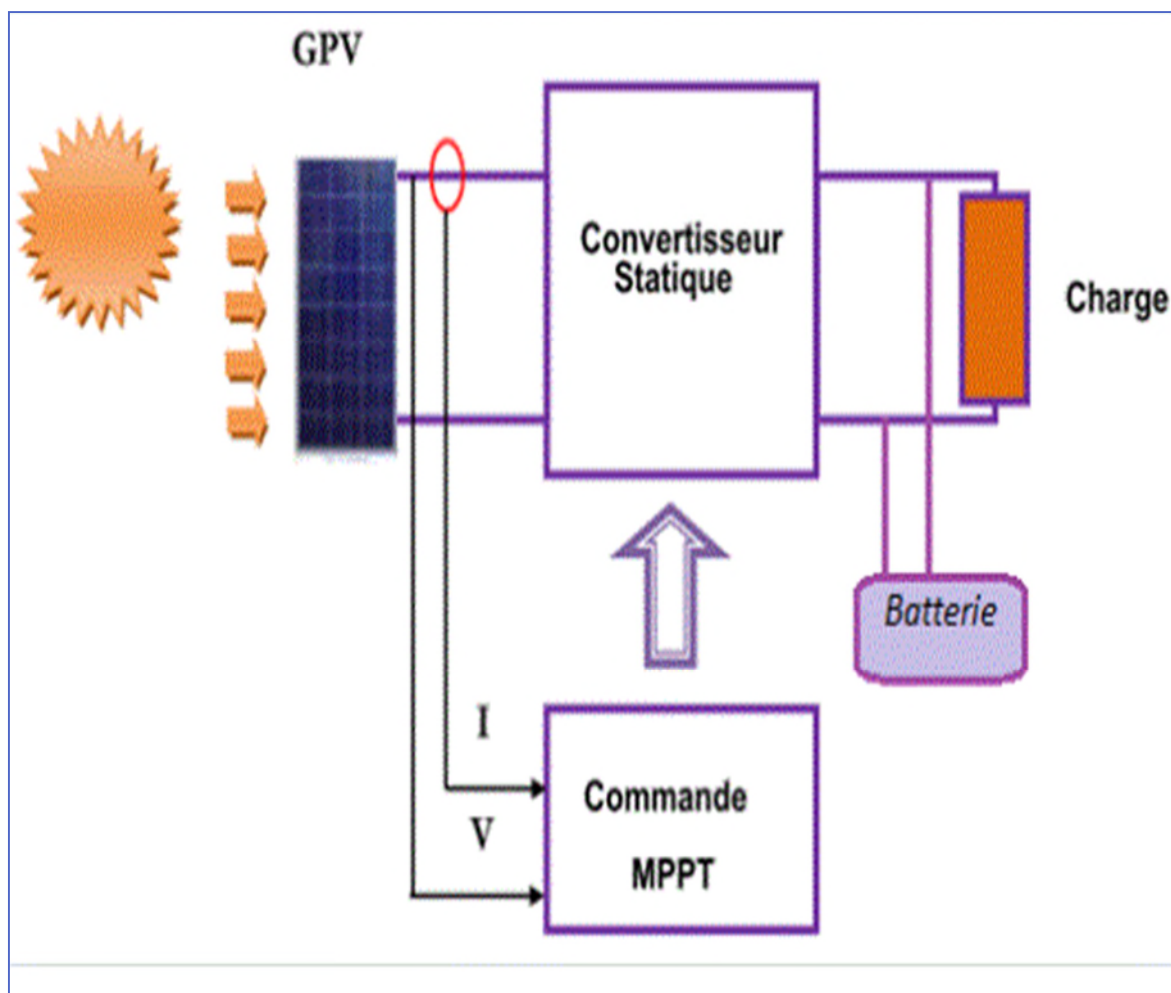 GPV
Convertisseur
Statique
Charge
Batterie
I
V
Commande
MPPT